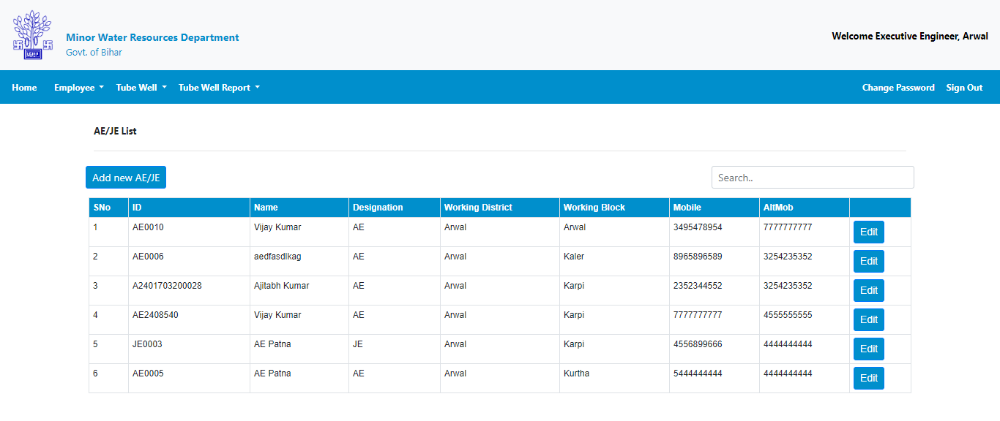 Minor Water Resources Department
Govt. of Bihar
Welcome Executive Engineer, Arwal
Home Employee Tube Well Tube Well Report Change Password Sign Out
AE/JE List
Add new AE/JE Search..
SNo ID Name Designation Working District Working Block Mobile AltMob
1 AE0010 Vijay Kumar AE Arwal Arwal 3495478954 7777777777 Edit
2 AE0006 aedfasdlkag AE Arwal Kaler 8965896589 3254235352 Edit
3 A2401703200028 Ajitabh Kumar AE Arwal Karpi 2352344552 3254235352 Edit
4 AE2408540 Vijay Kumar AE Arwal Karpi 7777777777 4555555555 Edit
5 JE0003 AE Patna JE Arwal Karpi 4556899666 4444444444 Edit
6 AE0005 AE Patna AE Arwal Kurtha 5444444444 4444444444 Edit